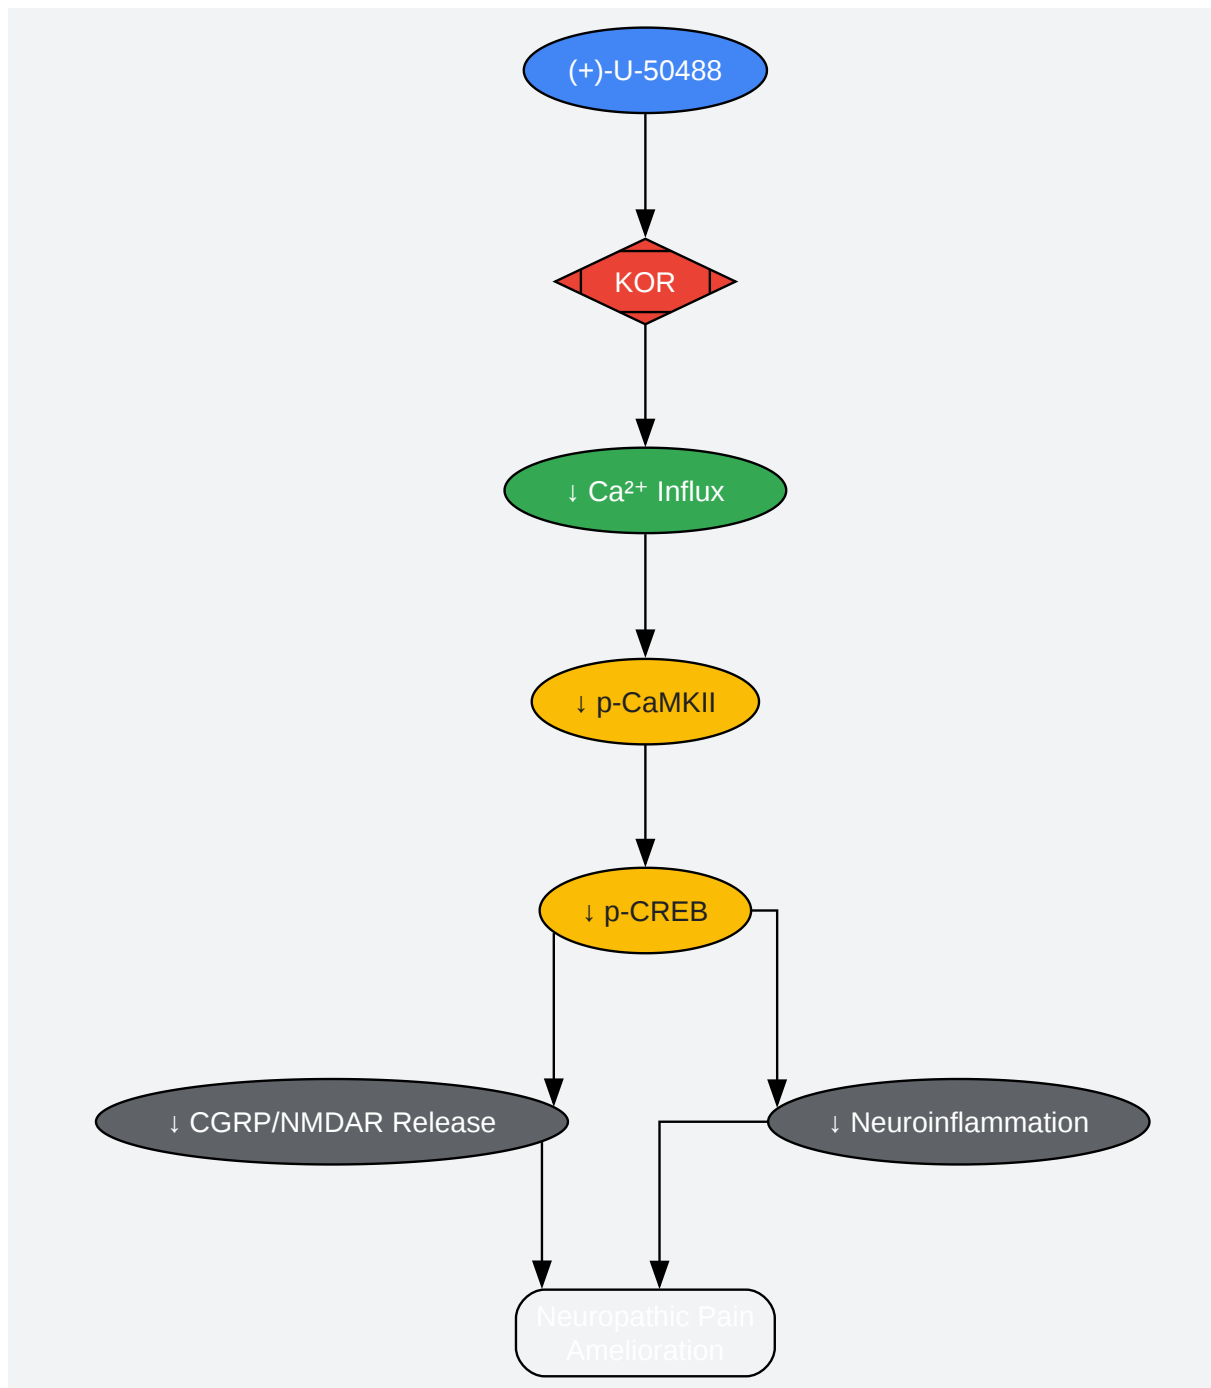 (+)-U-50488
KOR
↓ Ca²⁺ Influx
↓ p-CaMKII
↓ p-CREB
↓ CGRP/NMDAR Release
↓ Neuroinflammation
Neuropathic Pain
Amelioration